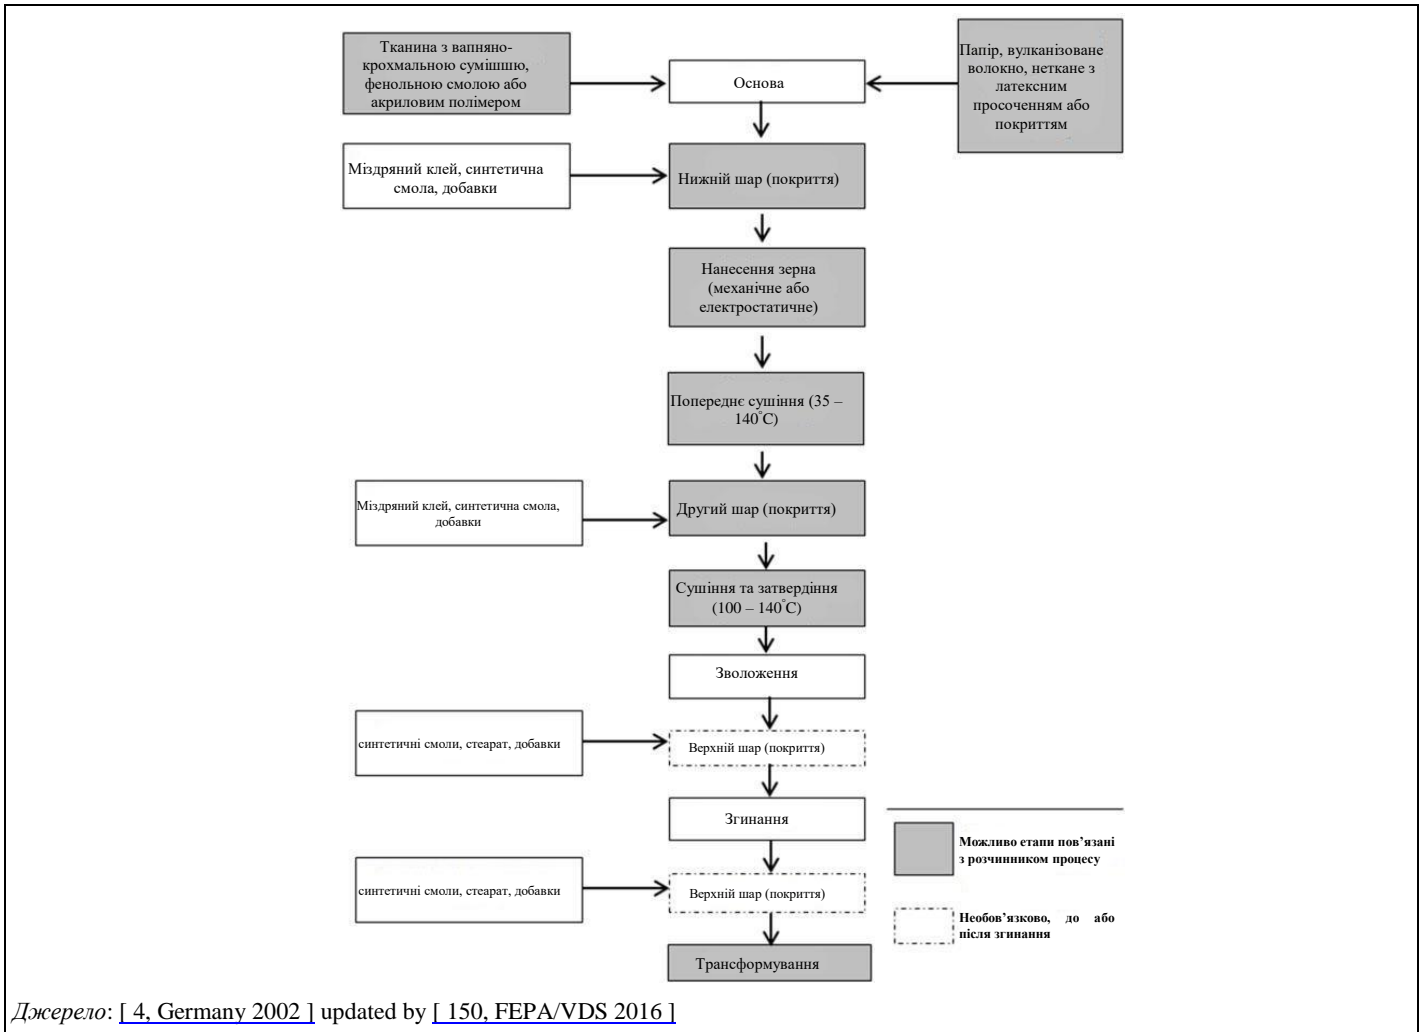 Тканина з вапняно-
крохмальною сумішшю,
фенольною смолою або
акриловим полімером
Основа
Папір, вулканізоване
волокно, неткане з
латексним
просоченням або
покриттям
Міздряний клей, синтетична
смола, добавки
Нижній шар (покриття)
Нанесення зерна
(механічне або
електростатичне)
Попереднє сушіння (35 –
140°C)
Міздряний клей, синтетична смола,
добавки
Другий шар (покриття)
Сушіння та затвердіння
(100 – 140°C)
Зволоження
синтетичні смоли, стеарат, добавки
Верхній шар (покриття)
Згинання
синтетичні смоли, стеарат, добавки
Верхній шар (покриття)
Трансформування
Можливо етапи пов’язані
з розчинником процесу
Необов’язково, до або
після згинання
Джерело: [ 4, Germany 2002 ] updated by [ 150, FEPA/VDS 2016 ]